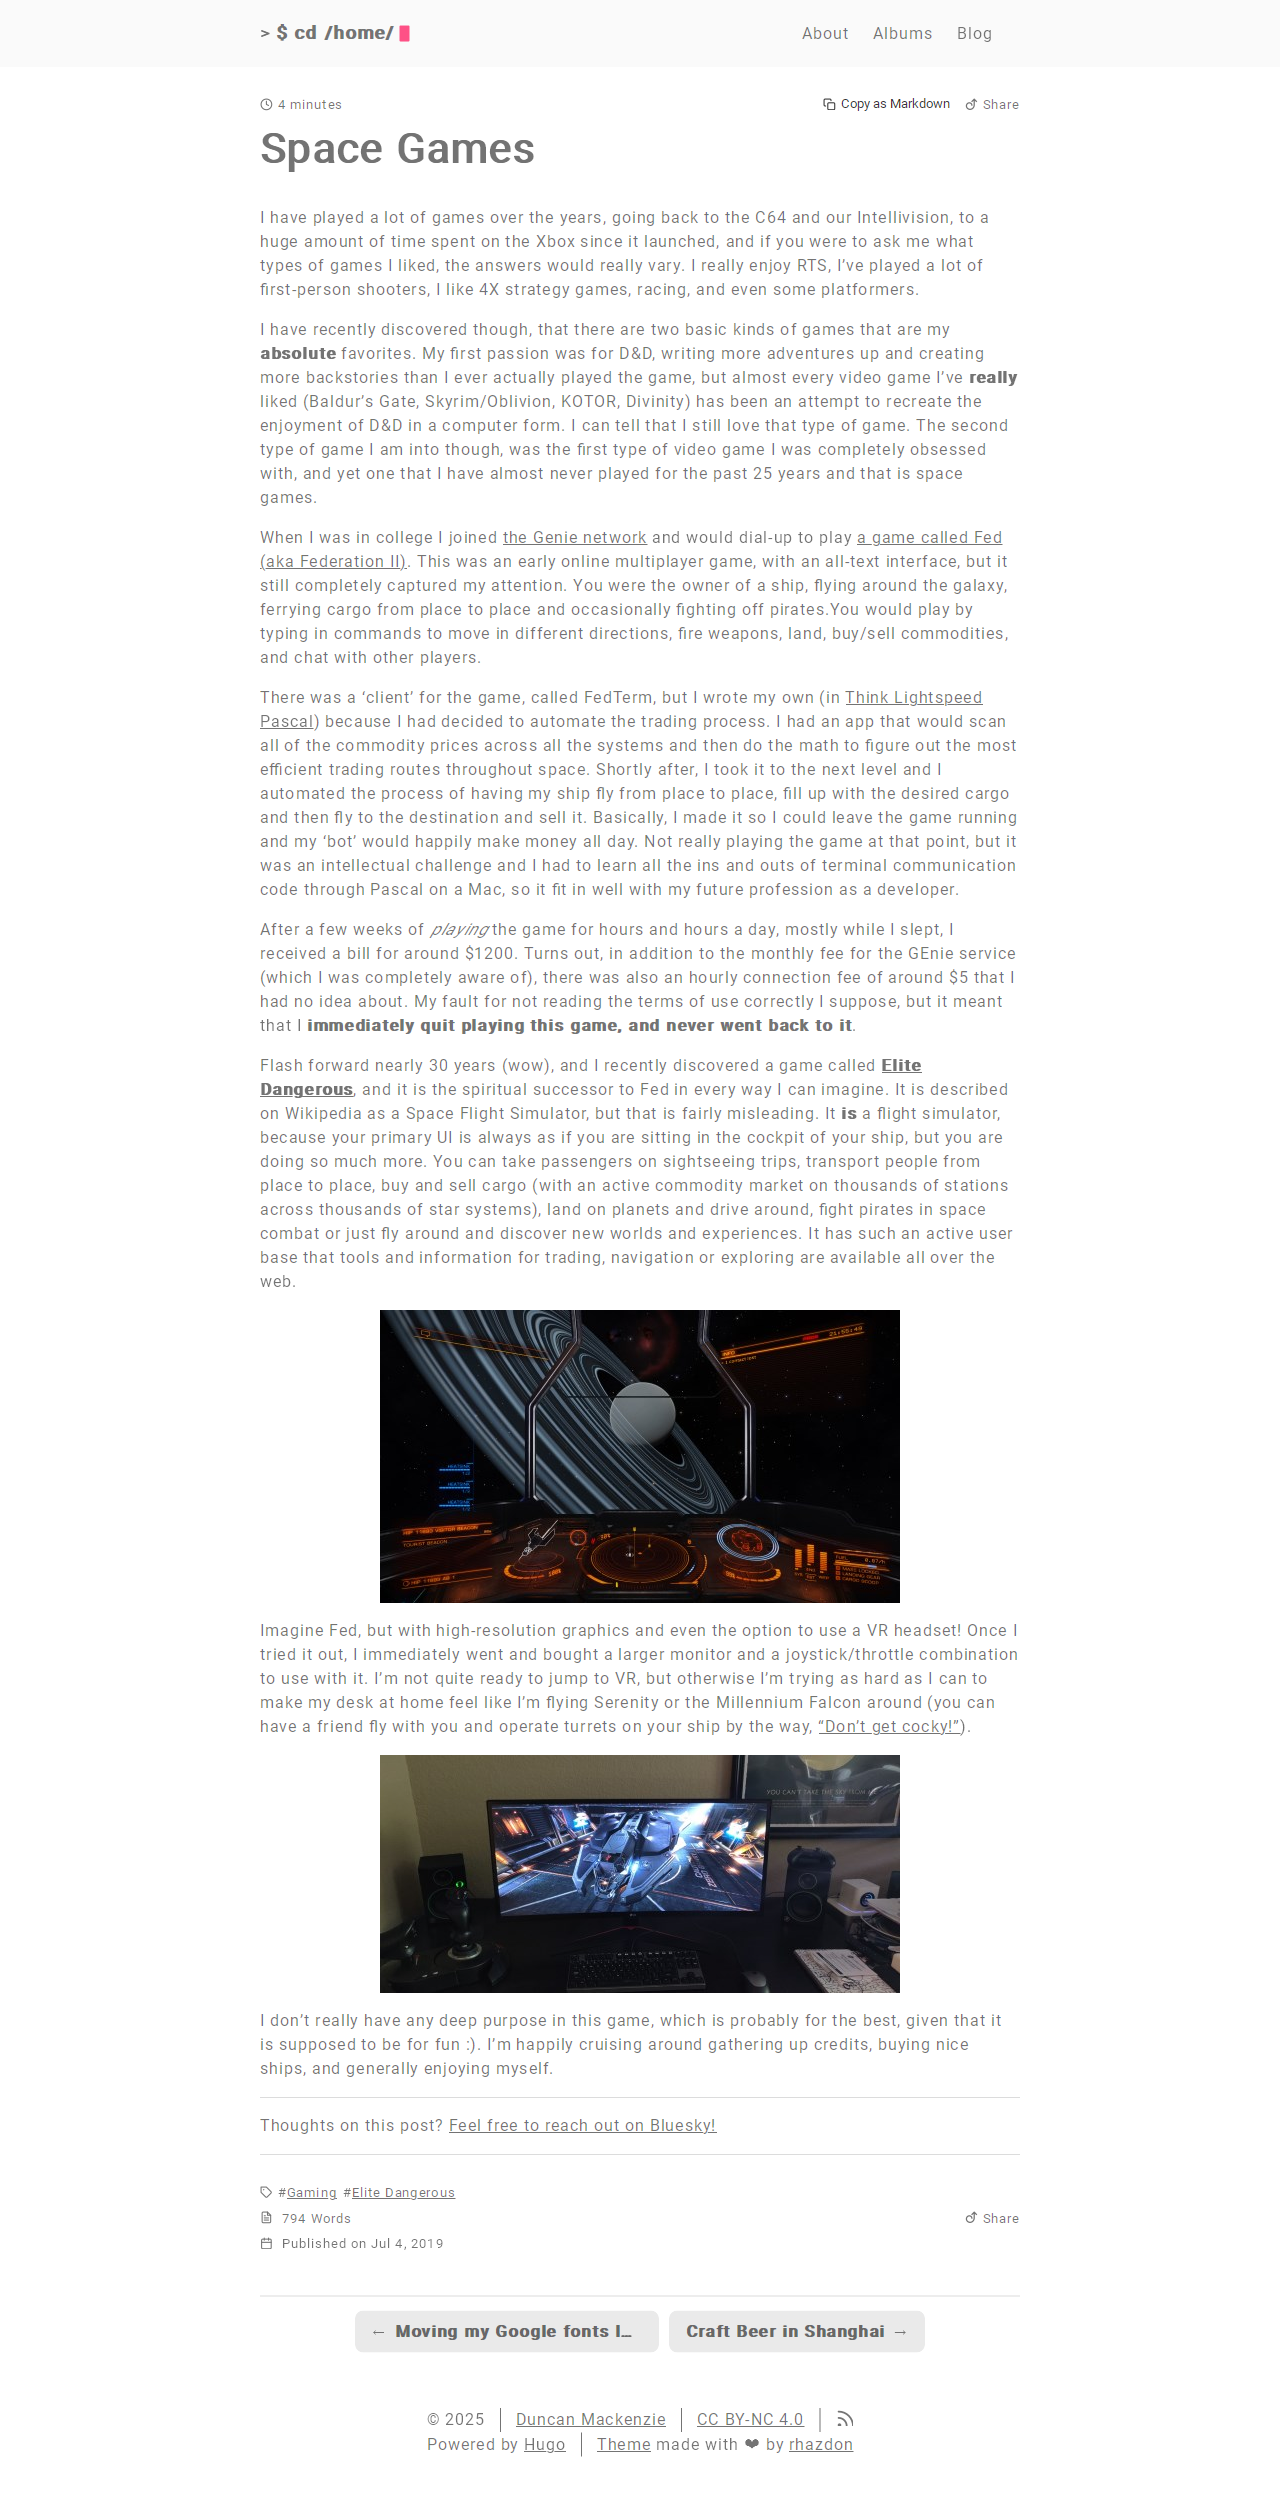 > $ cd /home/
About Albums Blog
4 minutes
Copy as Markdown Share
Space Games
I have played a lot of games over the years, going back to the C64 and our Intellivision, to a
huge amount of time spent on the Xbox since it launched, and if you were to ask me what
types of games I liked, the answers would really vary. I really enjoy RTS, I’ve played a lot of
first-person shooters, I like 4X strategy games, racing, and even some platformers.
I have recently discovered though, that there are two basic kinds of games that are my
absolute favorites. My first passion was for D&D, writing more adventures up and creating
more backstories than I ever actually played the game, but almost every video game I’ve really
liked (Baldur’s Gate, Skyrim/Oblivion, KOTOR, Divinity) has been an attempt to recreate the
enjoyment of D&D in a computer form. I can tell that I still love that type of game. The second
type of game I am into though, was the first type of video game I was completely obsessed
with, and yet one that I have almost never played for the past 25 years and that is space
games.
When I was in college I joined the Genie network and would dial-up to play a game called Fed
(aka Federation II). This was an early online multiplayer game, with an all-text interface, but it
still completely captured my attention. You were the owner of a ship, flying around the galaxy,
ferrying cargo from place to place and occasionally fighting off pirates.You would play by
typing in commands to move in different directions, fire weapons, land, buy/sell commodities,
and chat with other players.
There was a ‘client’ for the game, called FedTerm, but I wrote my own (in Think Lightspeed
Pascal) because I had decided to automate the trading process. I had an app that would scan
all of the commodity prices across all the systems and then do the math to figure out the most
efficient trading routes throughout space. Shortly after, I took it to the next level and I
automated the process of having my ship fly from place to place, fill up with the desired cargo
and then fly to the destination and sell it. Basically, I made it so I could leave the game running
and my ‘bot’ would happily make money all day. Not really playing the game at that point, but it
was an intellectual challenge and I had to learn all the ins and outs of terminal communication
code through Pascal on a Mac, so it fit in well with my future profession as a developer.
After a few weeks of playing the game for hours and hours a day, mostly while I slept, I
received a bill for around $1200. Turns out, in addition to the monthly fee for the GEnie service
(which I was completely aware of), there was also an hourly connection fee of around $5 that I
had no idea about. My fault for not reading the terms of use correctly I suppose, but it meant
that I immediately quit playing this game, and never went back to it.
Flash forward nearly 30 years (wow), and I recently discovered a game called Elite
Dangerous, and it is the spiritual successor to Fed in every way I can imagine. It is described
on Wikipedia as a Space Flight Simulator, but that is fairly misleading. It is a flight simulator,
because your primary UI is always as if you are sitting in the cockpit of your ship, but you are
doing so much more. You can take passengers on sightseeing trips, transport people from
place to place, buy and sell cargo (with an active commodity market on thousands of stations
across thousands of star systems), land on planets and drive around, fight pirates in space
combat or just fly around and discover new worlds and experiences. It has such an active user
base that tools and information for trading, navigation or exploring are available all over the
web.
INFO
HEATSINK
HEATSINK
HEATSINK
TOURIST BEACON
FUEL
MASS LOCKED
LANDING GEAR
CARGO SCOOP
Imagine Fed, but with high-resolution graphics and even the option to use a VR headset! Once I
tried it out, I immediately went and bought a larger monitor and a joystick/throttle combination
to use with it. I’m not quite ready to jump to VR, but otherwise I’m trying as hard as I can to
make my desk at home feel like I’m flying Serenity or the Millennium Falcon around (you can
have a friend fly with you and operate turrets on your ship by the way, “Don’t get cocky!”).
YOU CAN'T TAKE THE SKY FROM ME
I don’t really have any deep purpose in this game, which is probably for the best, given that it
is supposed to be for fun :). I’m happily cruising around gathering up credits, buying nice
ships, and generally enjoying myself.
Thoughts on this post? Feel free to reach out on Bluesky!
#Gaming #Elite Dangerous
794 Words
Share
Published on Jul 4, 2019
← Moving my Google fonts l…
Craft Beer in Shanghai →
© 2025 Duncan Mackenzie CC BY-NC 4.0
Powered by Hugo Theme made with ❤ by rhazdon